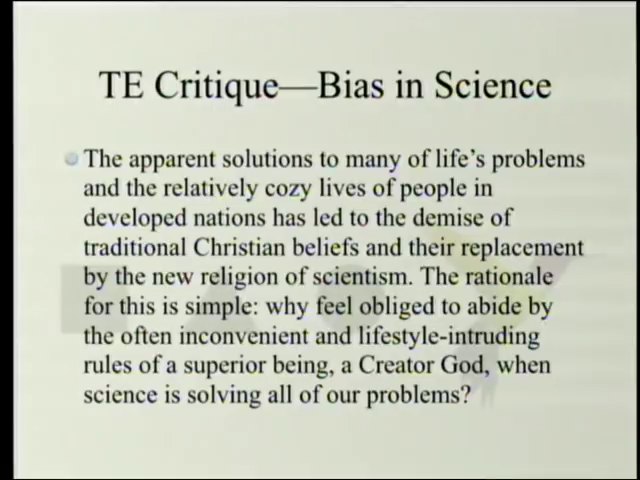 TE Critique—Bias in Science
The apparent solutions to many of life's problems
and the relatively cozy lives of people in
developed nations has led to the demise of
traditional Christian beliefs and their replacement
by the new religion of scientism. The rationale
for this is simple: why feel obliged to abide by
the often inconvenient and lifestyle-intruding
rules of a superior being, a Creator God, when
science is solving all of our problems?